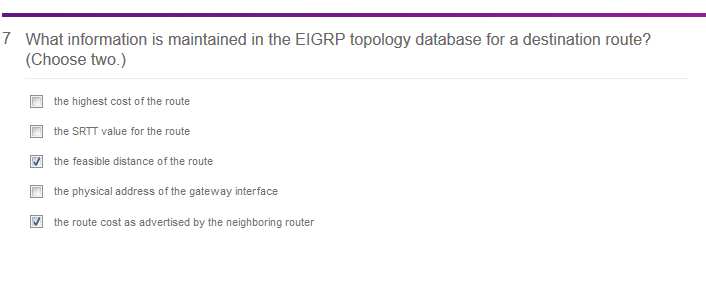 7 What information is maintained in the EIGRP topology database for a destination route?
(Choose two.)
the highest cost of the route
the SRTT value for the route
the feasible distance of the route
the physical address of the gateway interface
the route cost as advertised by the neighboring router